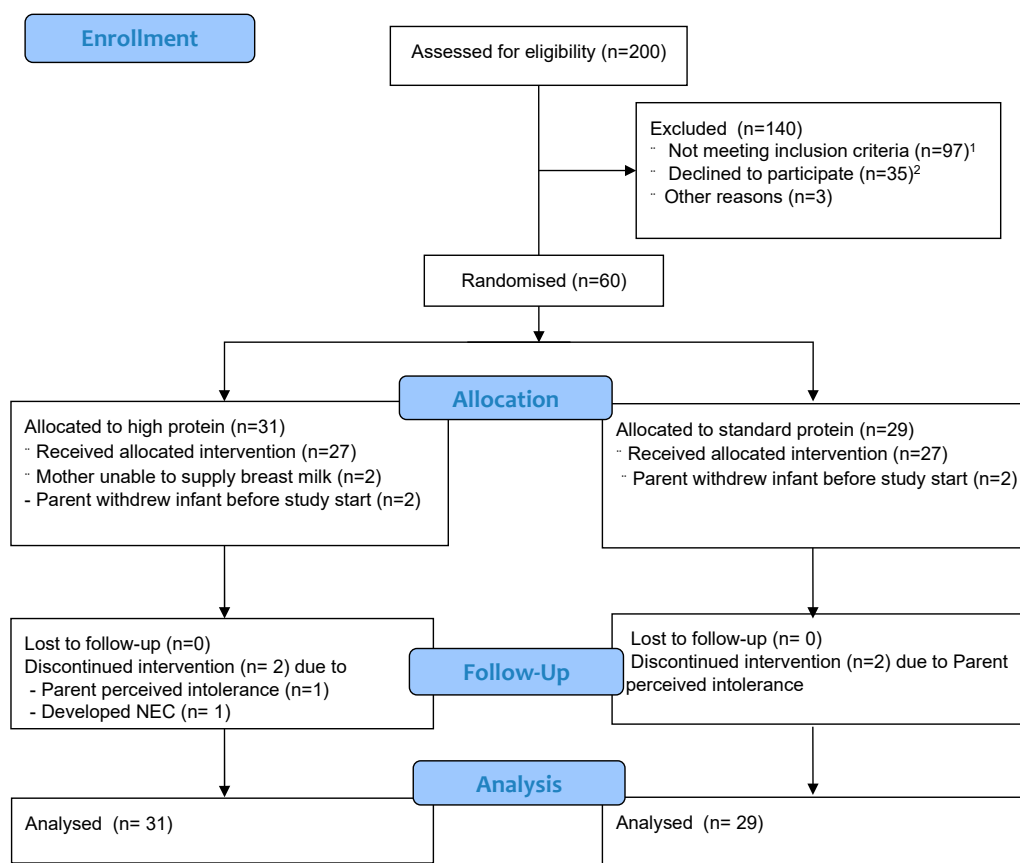 Enrollment
Assessed for eligibility (n=200)
Excluded (n=140)
¨ Not meeting inclusion criteria (n=97)¹
¨ Declined to participate (n=35)²
¨ Other reasons (n=3)
Randomised (n=60)
Allocation
Allocated to high protein (n=31)
¨ Received allocated intervention (n=27)
¨ Mother unable to supply breast milk (n=2)
- Parent withdrew infant before study start (n=2)
Allocated to standard protein (n=29)
¨ Received allocated intervention (n=27)
¨ Parent withdrew infant before study start (n=2)
Follow-Up
Lost to follow-up (n=0)
Discontinued intervention (n= 2) due to
- Parent perceived intolerance (n=1)
- Developed NEC (n= 1)
Lost to follow-up (n= 0)
Discontinued intervention (n=2) due to Parent
perceived intolerance
Analysis
Analysed (n= 31)
Analysed (n= 29)